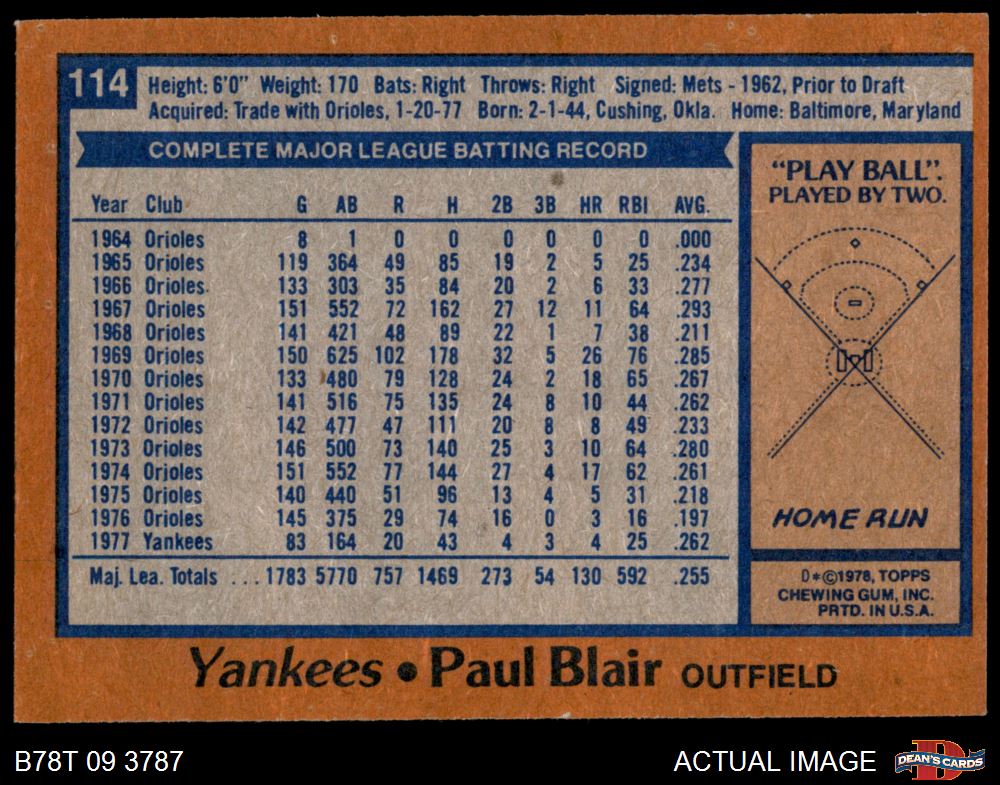 114
Height: 6'0" Weight: 170 Bats: Right Throws: Right Signed: Mets - 1962, Prior to Draft
Acquired: Trade with Orioles, 1-20-77 Born: 2-1-44, Cushing, Okla. Home: Baltimore, Maryland
COMPLETE MAJOR LEAGUE BATTING RECORD
Year Club G AB R H 2B 3B HR RBI AVG.
1964 Orioles 8 1 0 0 0 0 0 0 .000
1965 Orioles 119 364 49 85 19 2 5 25 .234
1966 Orioles 133 303 35 84 20 2 6 33 .277
1967 Orioles 151 552 72 162 27 12 11 64 .293
1968 Orioles 141 421 48 89 22 1 7 38 .211
1969 Orioles 150 625 102 178 32 5 26 76 .285
1970 Orioles 133 480 79 128 24 2 18 65 .267
1971 Orioles 141 516 75 135 24 8 10 44 .262
1972 Orioles 142 477 47 111 20 8 8 49 .233
1973 Orioles 146 500 73 140 25 3 10 64 .280
1974 Orioles 151 552 77 144 27 4 17 62 .261
1975 Orioles 140 440 51 96 13 4 5 31 .218
1976 Orioles 145 375 29 74 16 0 3 16 .197
1977 Yankees 83 164 20 43 4 3 4 25 .262
Maj. Lea. Totals ... 1783 5770 757 1469 273 54 130 592 .255
"PLAY BALL".
PLAYED BY TWO.
HOME RUN
D*©1978, TOPPS
CHEWING GUM, INC.
PRTD. IN U.S.A.
Yankees • Paul Blair OUTFIELD
B78T 09 3787
ACTUAL IMAGE
D
DEAN'S CARDS